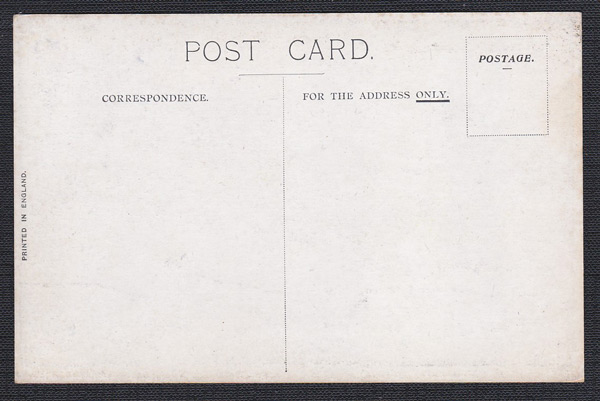 POST CARD.
POSTAGE.
CORRESPONDENCE.
FOR THE ADDRESS ONLY.
PRINTED IN ENGLAND.